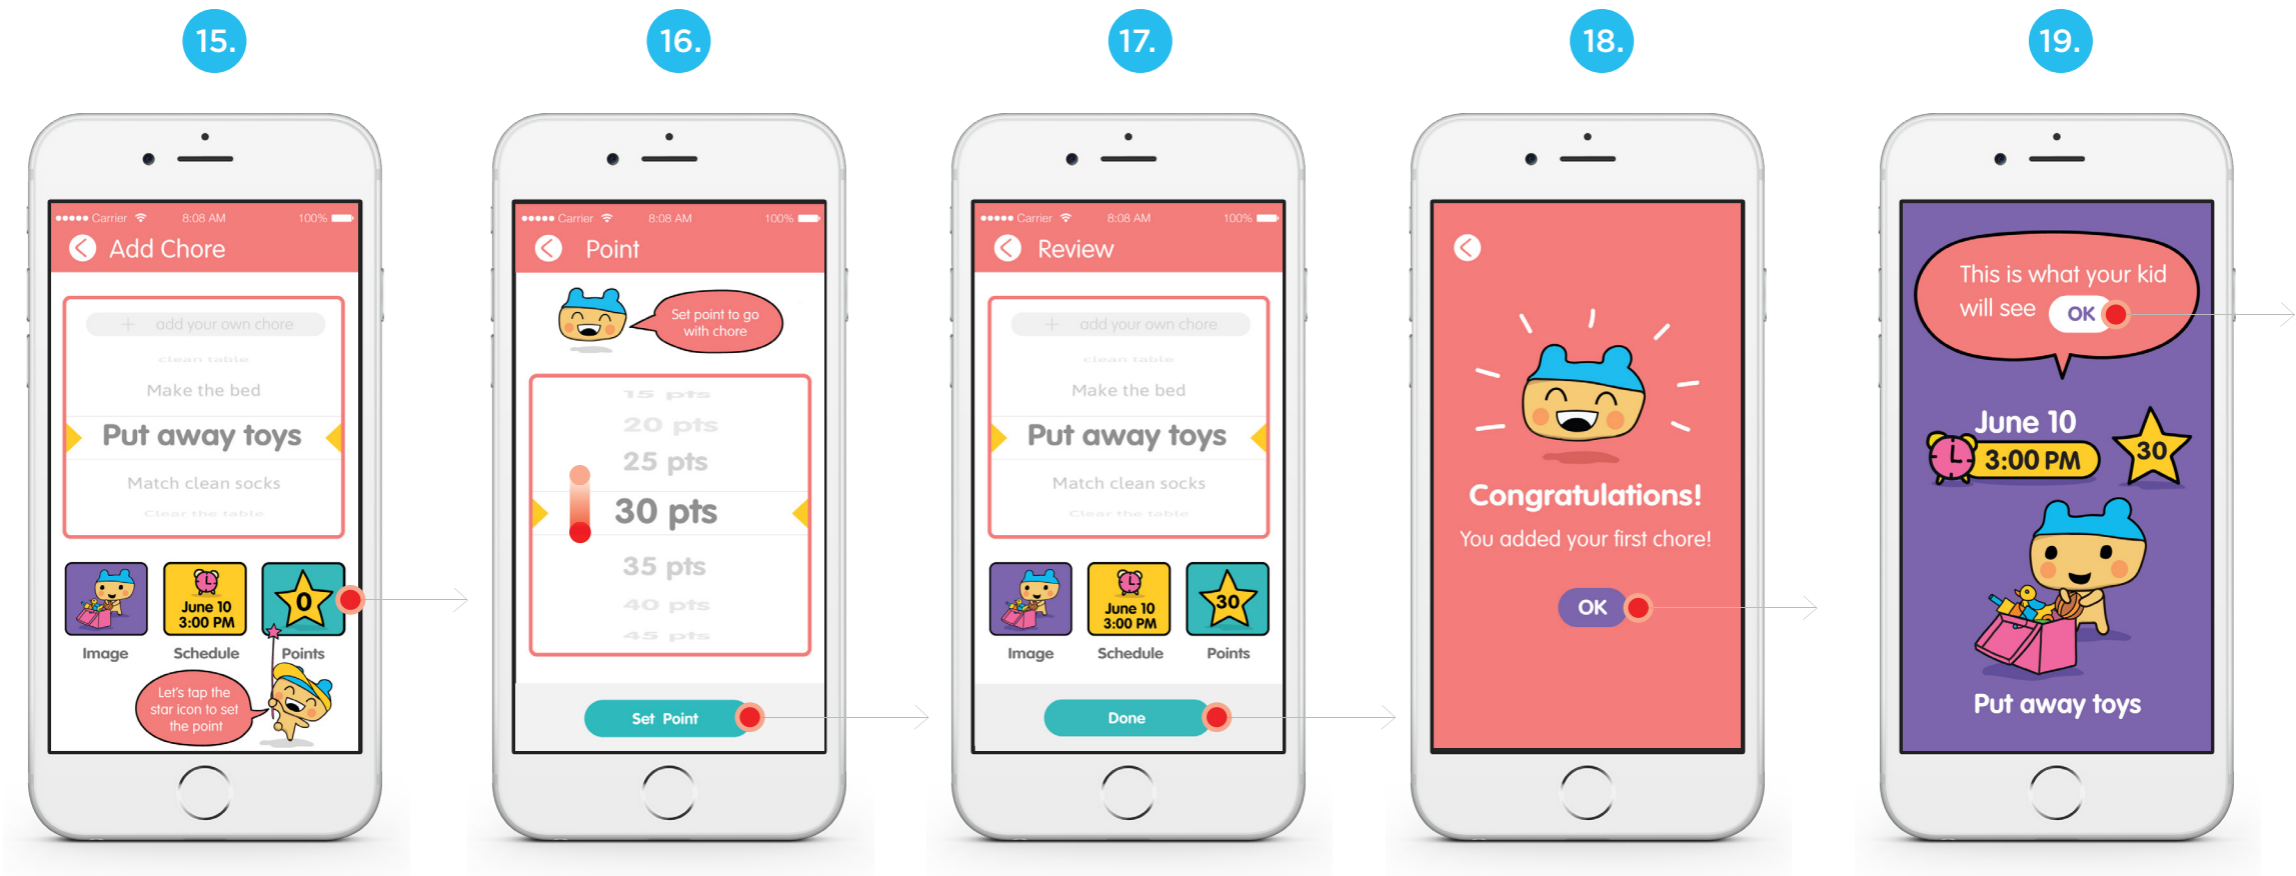 15.
Carrier 8:08 AM 100%
Add Chore
+ add your own chore
clean table
Make the bed
Put away toys
Match clean socks
Clear the table
June 10
3:00 PM
0
Image Schedule Points
Let's tap the
star icon to set
the point
16.
Carrier 8:08 AM 100%
Point
Set point to go
with chore
15 pts
20 pts
25 pts
30 pts
35 pts
40 pts
45 pts
Set Point
17.
Carrier 8:08 AM 100%
Review
+ add your own chore
clean table
Make the bed
Put away toys
Match clean socks
Clear the table
June 10
3:00 PM
30
Image Schedule Points
Done
18.
Congratulations!
You added your first chore!
OK
19.
This is what your kid
will see OK
June 10
3:00 PM
30
Put away toys